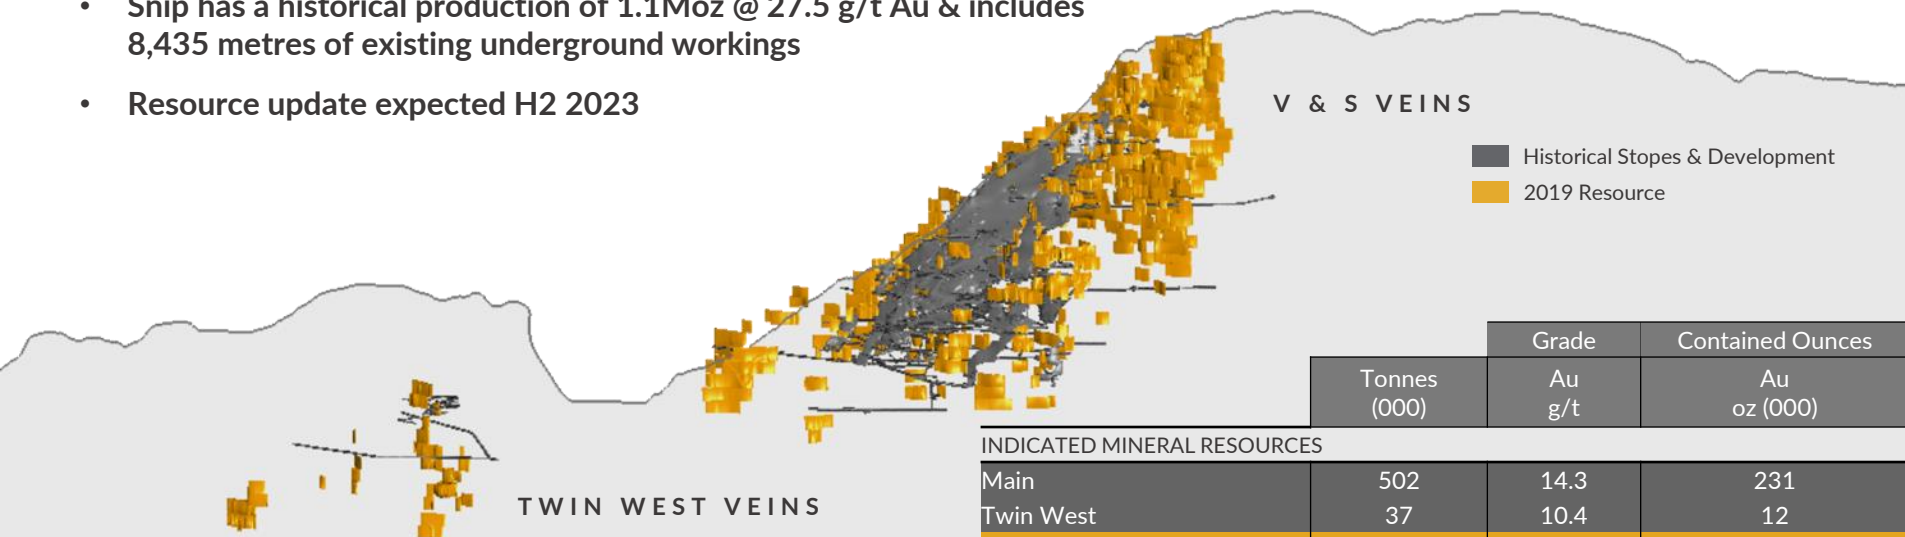 • Snip has a historical production of 1.1Moz @ 27.5 g/t Au & includes
8,435 metres of existing underground workings
• Resource update expected H2 2023
V & S VEINS
Historical Stopes & Development
2019 Resource
TWIN WEST VEINS
Grade Contained Ounces
Tonnes Au Au
(000) g/t oz (000)
INDICATED MINERAL RESOURCES
Main 502 14.3 231
Twin West 37 10.4 12